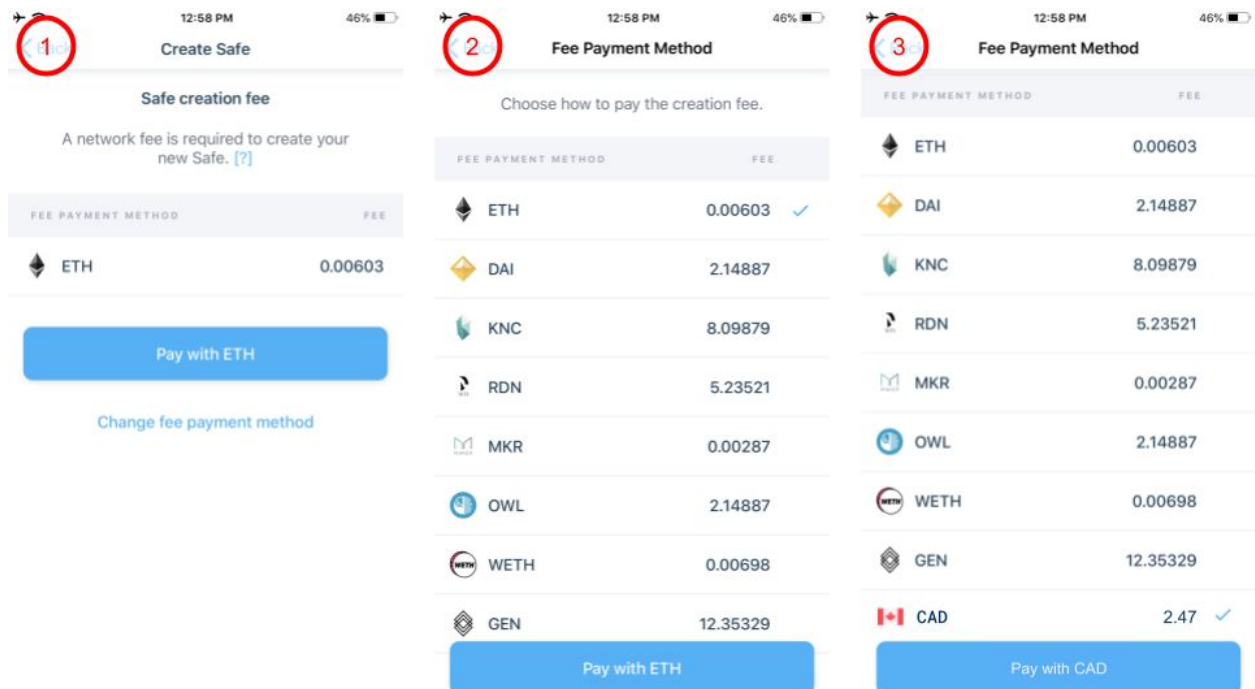 12:58 PM
46%
1
Create Safe
Safe creation fee
A network fee is required to create your
new Safe. [?]
FEE PAYMENT METHOD FEE
ETH 0.00603
Pay with ETH
Change fee payment method
12:58 PM
46%
2
Fee Payment Method
Choose how to pay the creation fee.
FEE PAYMENT METHOD FEE
ETH 0.00603
DAI 2.14887
KNC 8.09879
RDN 5.23521
MKR 0.00287
OWL 2.14887
WETH WETH 0.00698
GEN 12.35329
Pay with ETH
12:58 PM
46%
3
Fee Payment Method
FEE PAYMENT METHOD FEE
ETH 0.00603
DAI 2.14887
KNC 8.09879
RDN 5.23521
MKR 0.00287
OWL 2.14887
WETH WETH 0.00698
GEN 12.35329
CAD 2.47
Pay with CAD